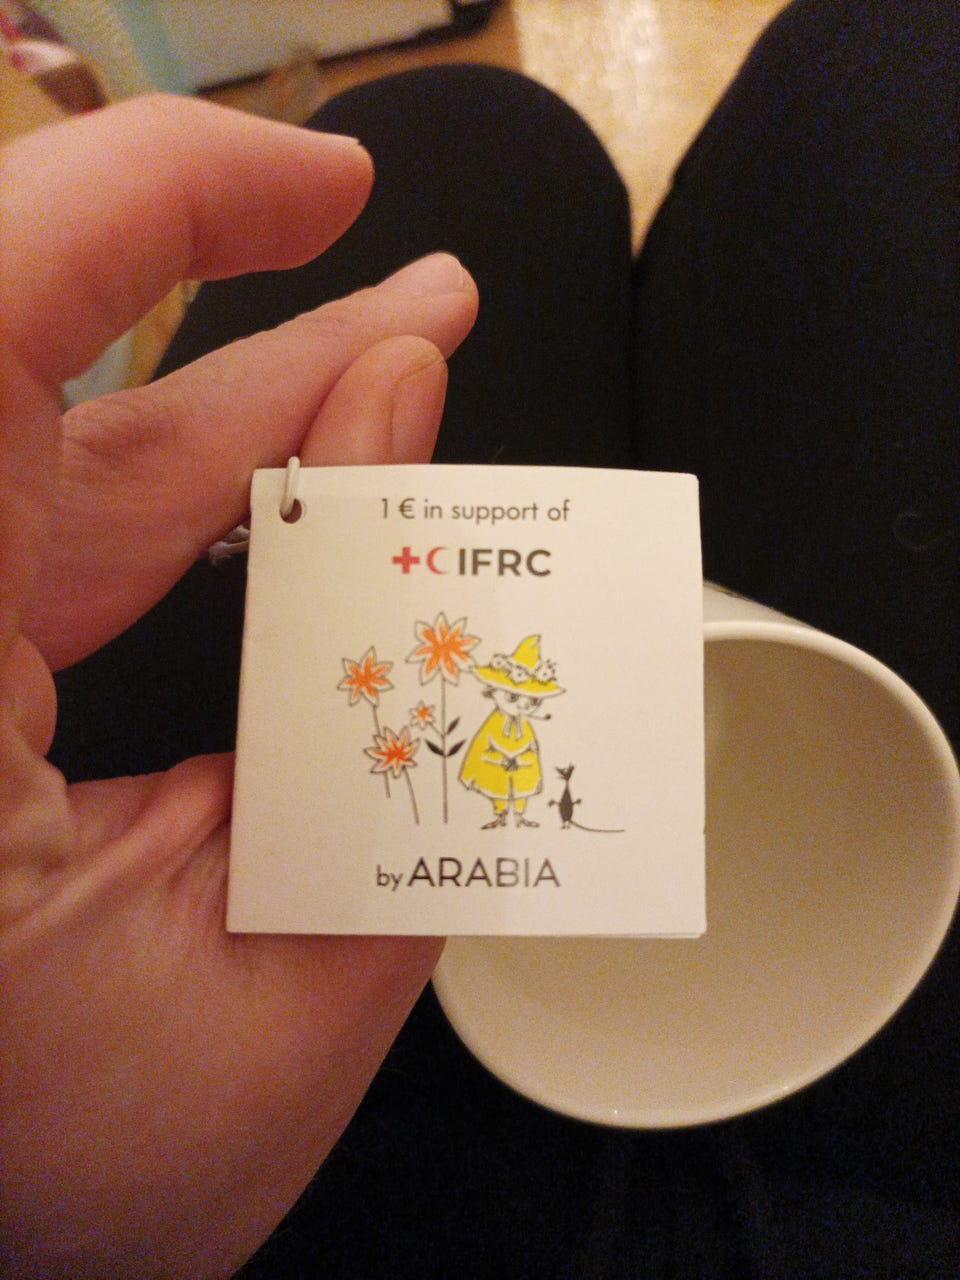 1 € in support of
IFRC
by ARABIA